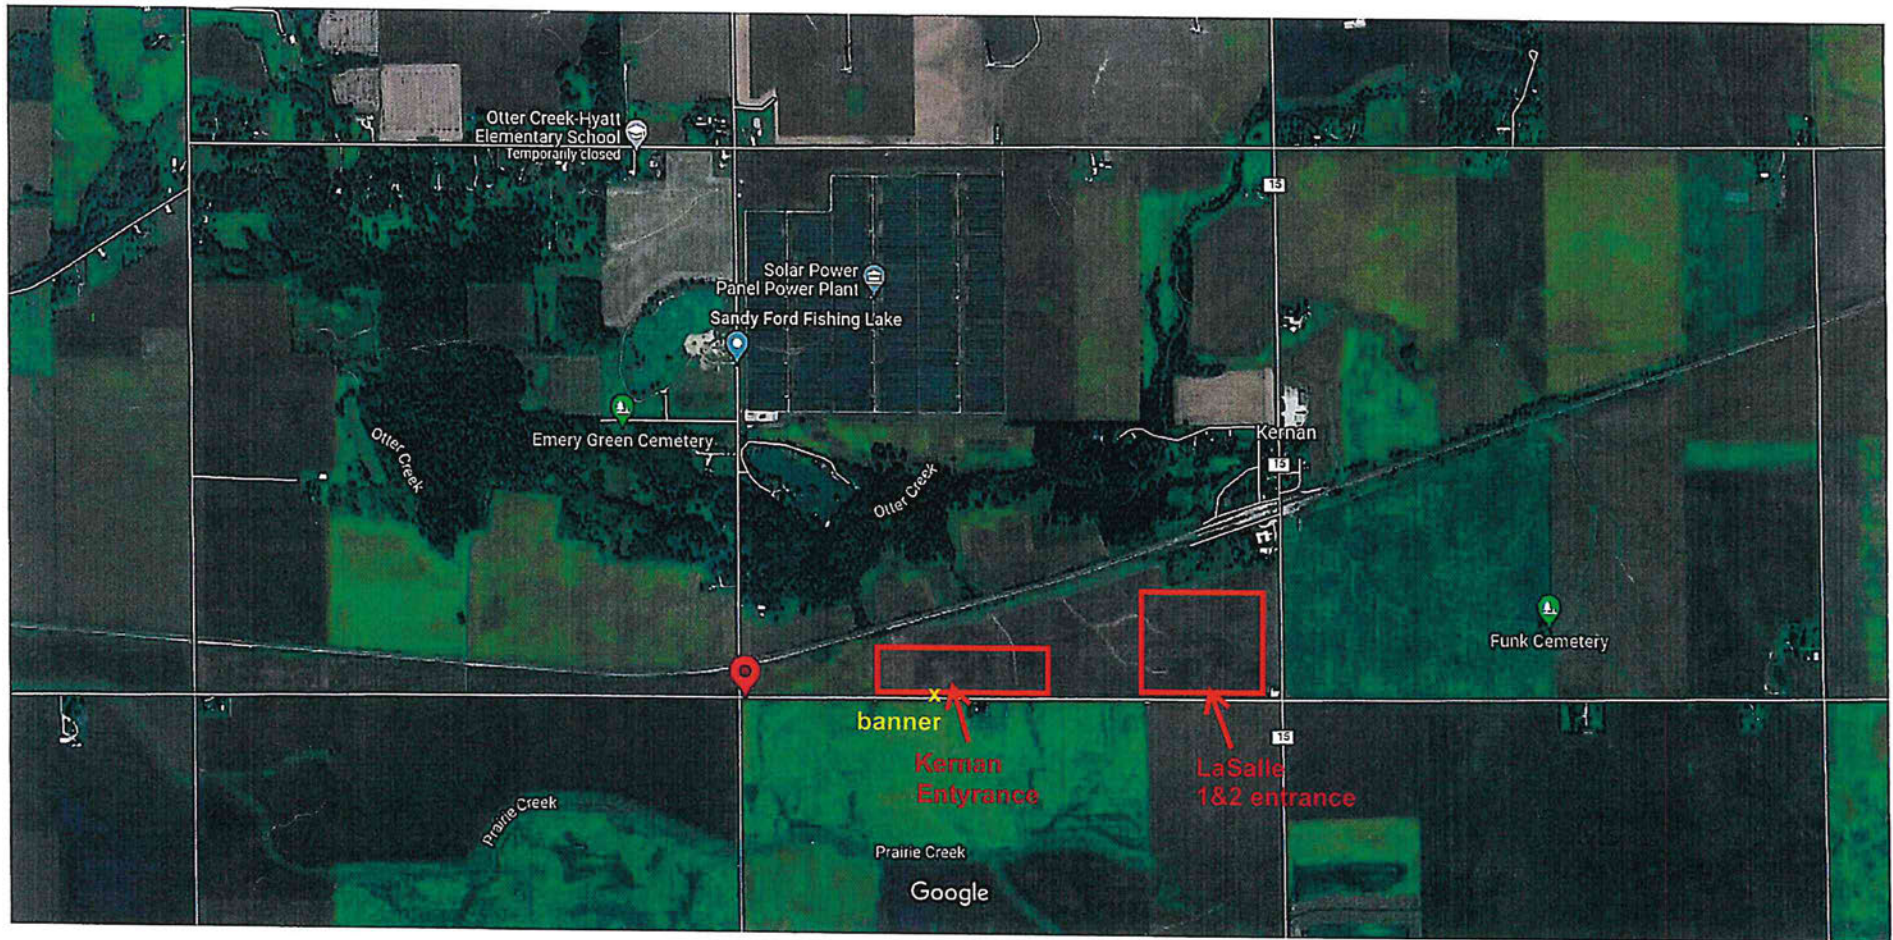 Otter Creek-Hyatt
Elementary School
Temporarily closed
15
Solar Power
Panel Power Plant
Sandy Ford Fishing Lake
Emery Green Cemetery
Otter Creek
Kernan
15
Otter Creek
Funk Cemetery
x
banner
15
Kernan
Entyrance
LaSalle
1&2 entrance
Prairie Creek
Prairie Creek
Google